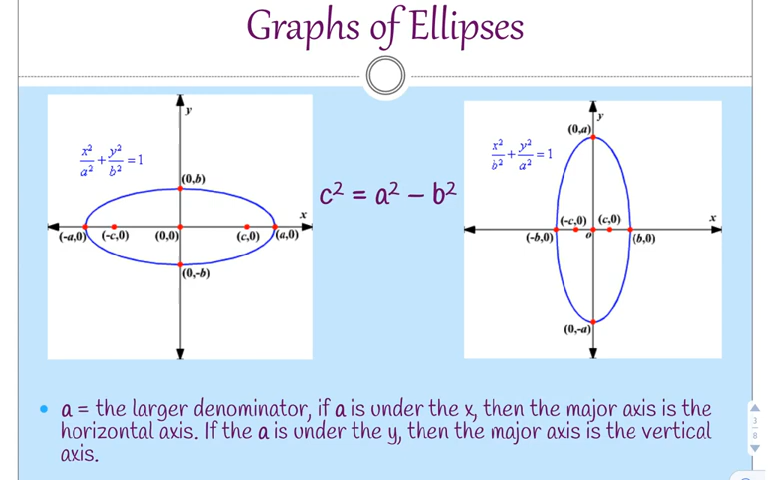 Graphs of Ellipses
x²/a² + y²/b² = 1
y
(0,b)
x
(-a,0)
(-c,0)
(0,0)
(c,0)
(a,0)
(0,-b)
c² = a² – b²
x²/b² + y²/a² = 1
y
(0,a)
(-c,0)
(c,0)
x
(-b,0)
o
(b,0)
(0,-a)
a = the larger denominator, if a is under the x, then the major axis is the
horizontal axis. If the a is under the y, then the major axis is the vertical
axis.
3
8